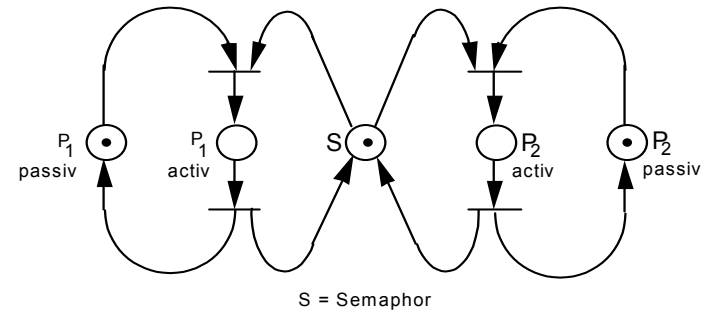 P1 passiv
P1 activ
S
P2 activ
P2 passiv
S = Semaphor